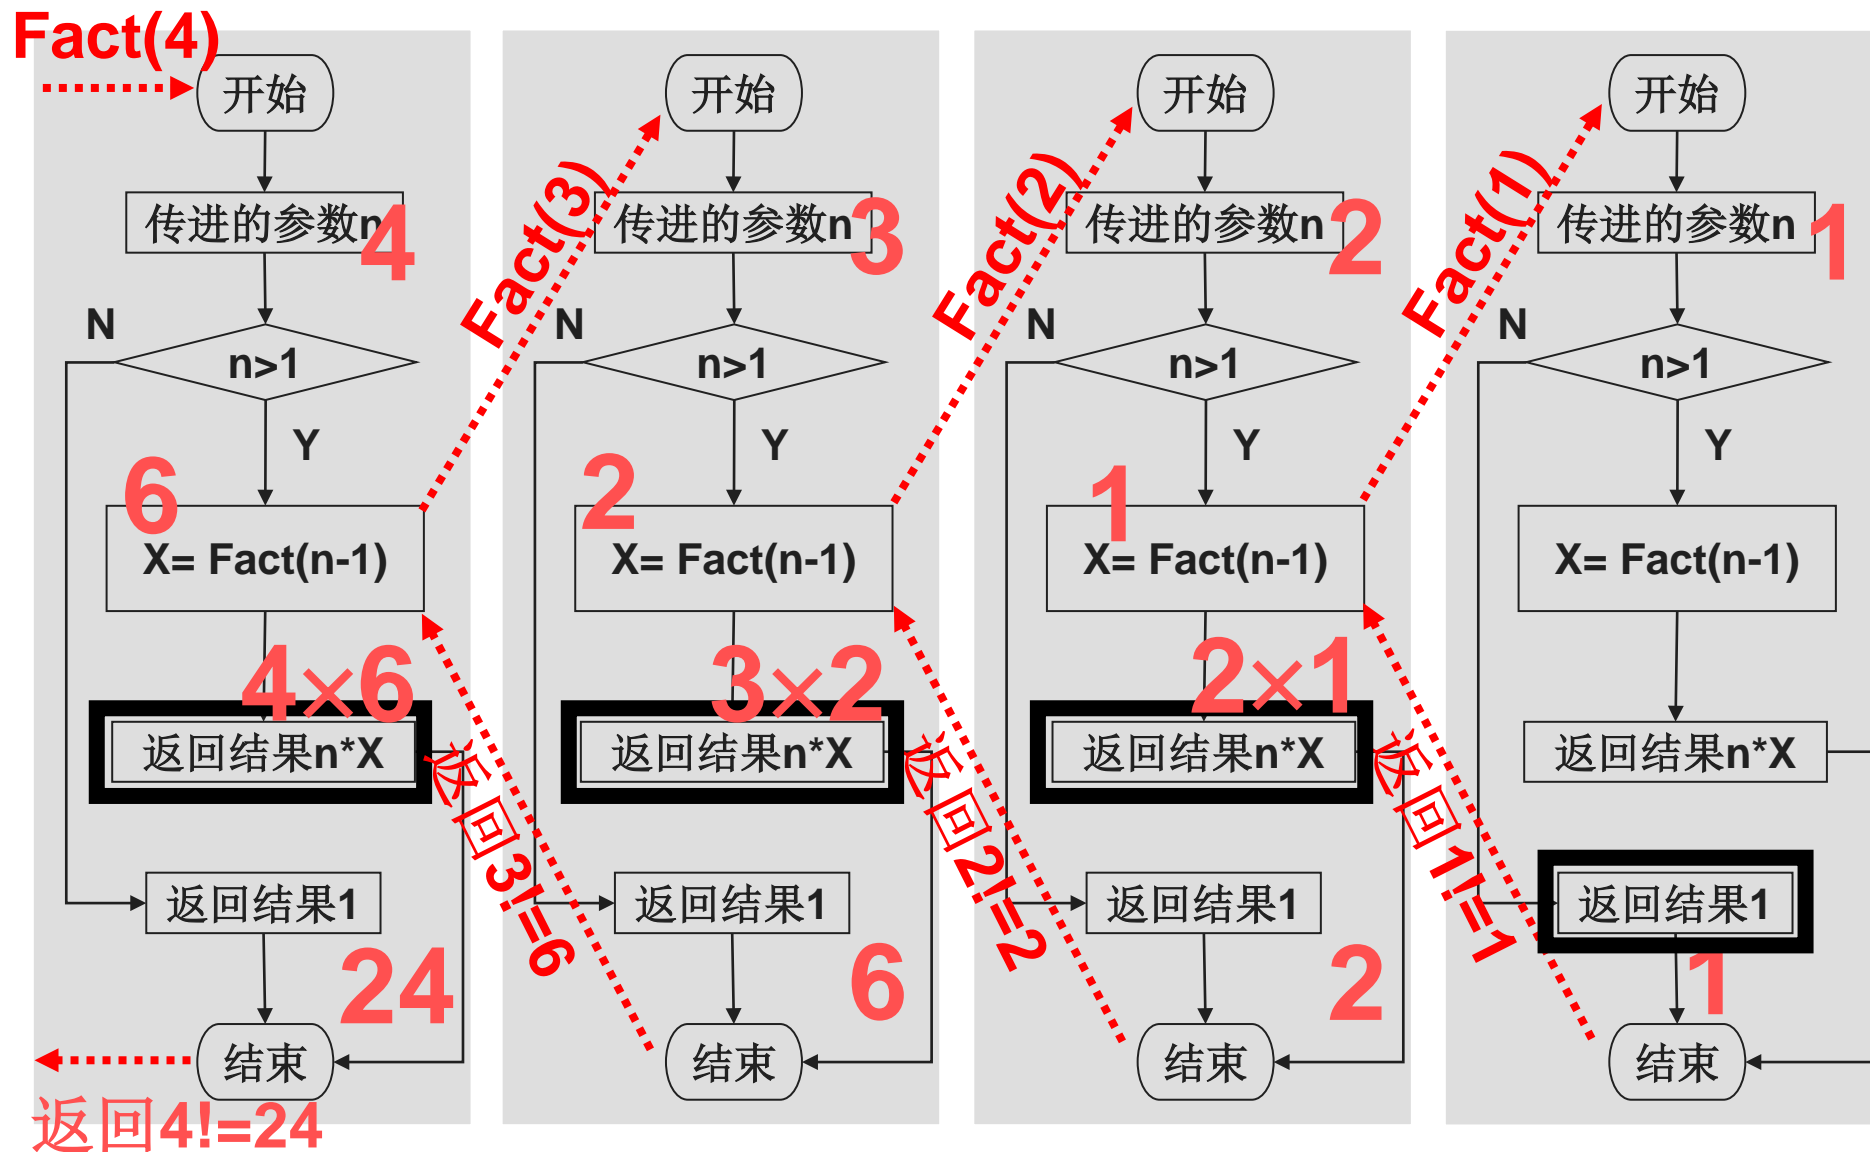 Fact(4)
开始
传进的参数n
4
N
n>1
Y
6
X= Fact(n-1)
4×6
返回结果n*X
返回结果1
24
结束
返回4!=24
Fact(3)
开始
传进的参数n
3
N
n>1
Y
2
X= Fact(n-1)
3×2
返回结果n*X
返回3!=6
返回结果1
6
结束
Fact(2)
开始
传进的参数n
2
N
n>1
Y
1
X= Fact(n-1)
2×1
返回结果n*X
返回2!=2
返回结果1
2
结束
Fact(1)
开始
传进的参数n
1
N
n>1
Y
X= Fact(n-1)
返回结果n*X
返回1!=1
返回结果1
1
结束